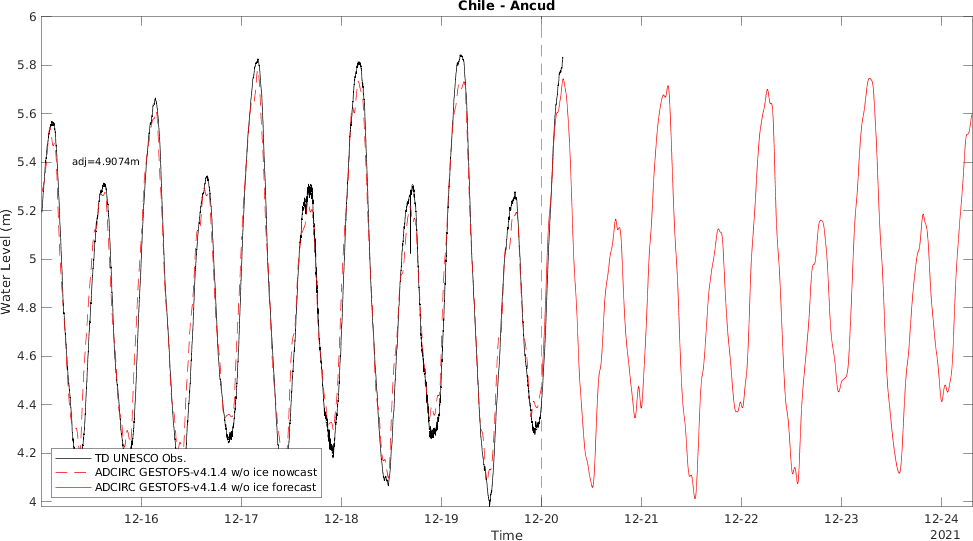 Chile - Ancud
6
5.8
5.6
5.4
5.2
5
4.8
4.6
4.4
4.2
4
Water Level (m)
adj=4.9074m
TD UNESCO Obs.
ADCIRC GESTOFS-v4.1.4 w/o ice nowcast
ADCIRC GESTOFS-v4.1.4 w/o ice forecast
12-16 12-17 12-18 12-19 12-20 12-21 12-22 12-23 12-24
2021
Time